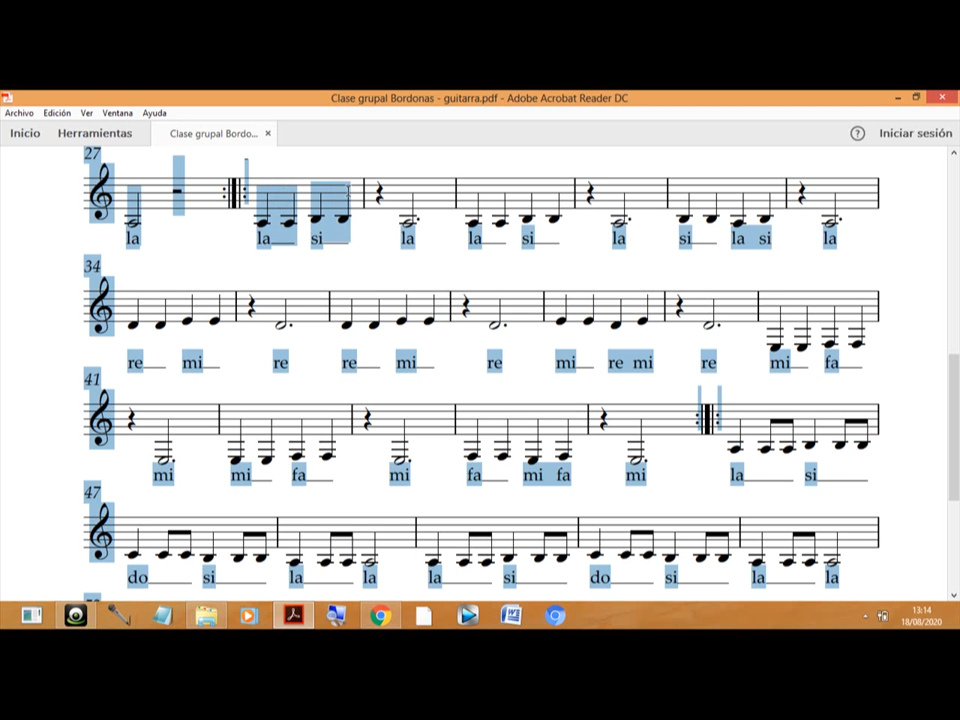 Clase grupal Bordonas - guitarra.pdf - Adobe Acrobat Reader DC
Archivo Edición Ver Ventana Ayuda
Inicio Herramientas Clase grupal Bordo... × ? Iniciar sesión
27
la la si la la si la si la si la
34
re mi re re mi re mi re mi re mi fa
41
mi mi fa mi fa mi fa mi la si
47
do si la la la si do si la la
13:14
18/08/2020